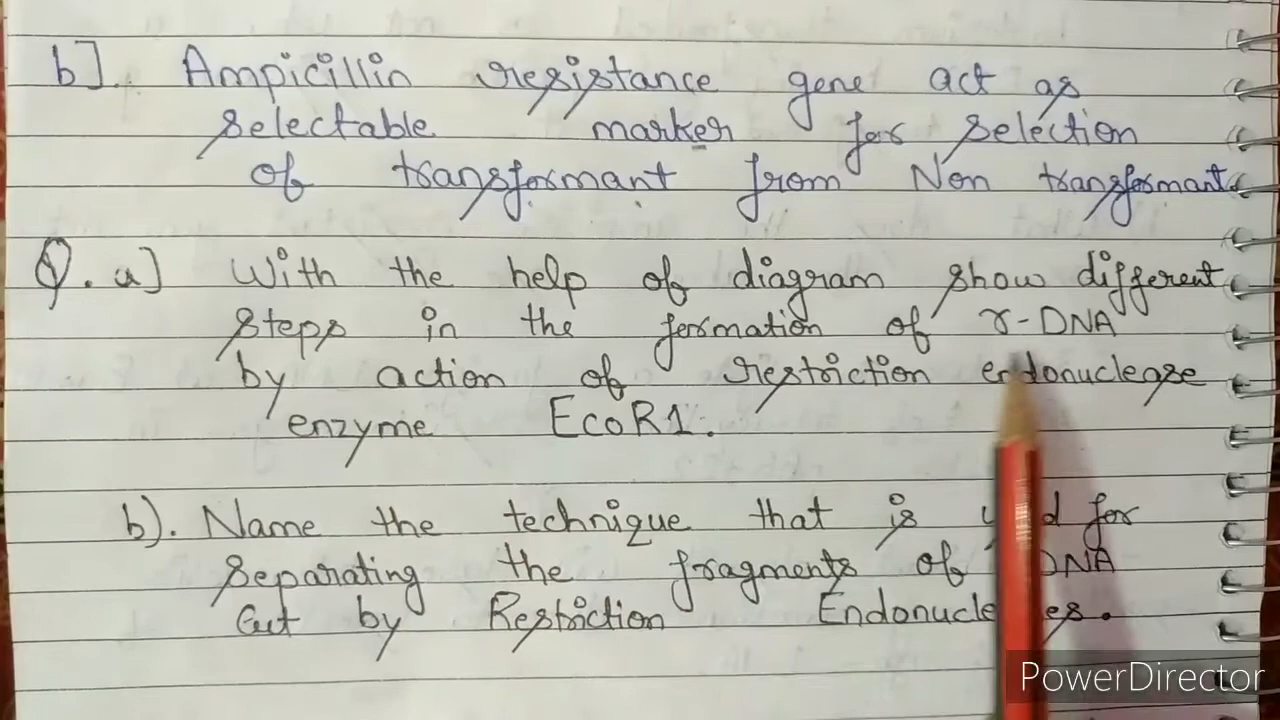 b]. Ampicillin resistance gene act as
selectable marker for selection
of transformant from Non transformant
Q. a] With the help of diagram show different
steps in the formation of r-DNA
by action of restriction endonuclease
enzyme EcoR1.
b). Name the technique that is for
separating the fragments of DNA
Cut by Restriction
PowerDirector